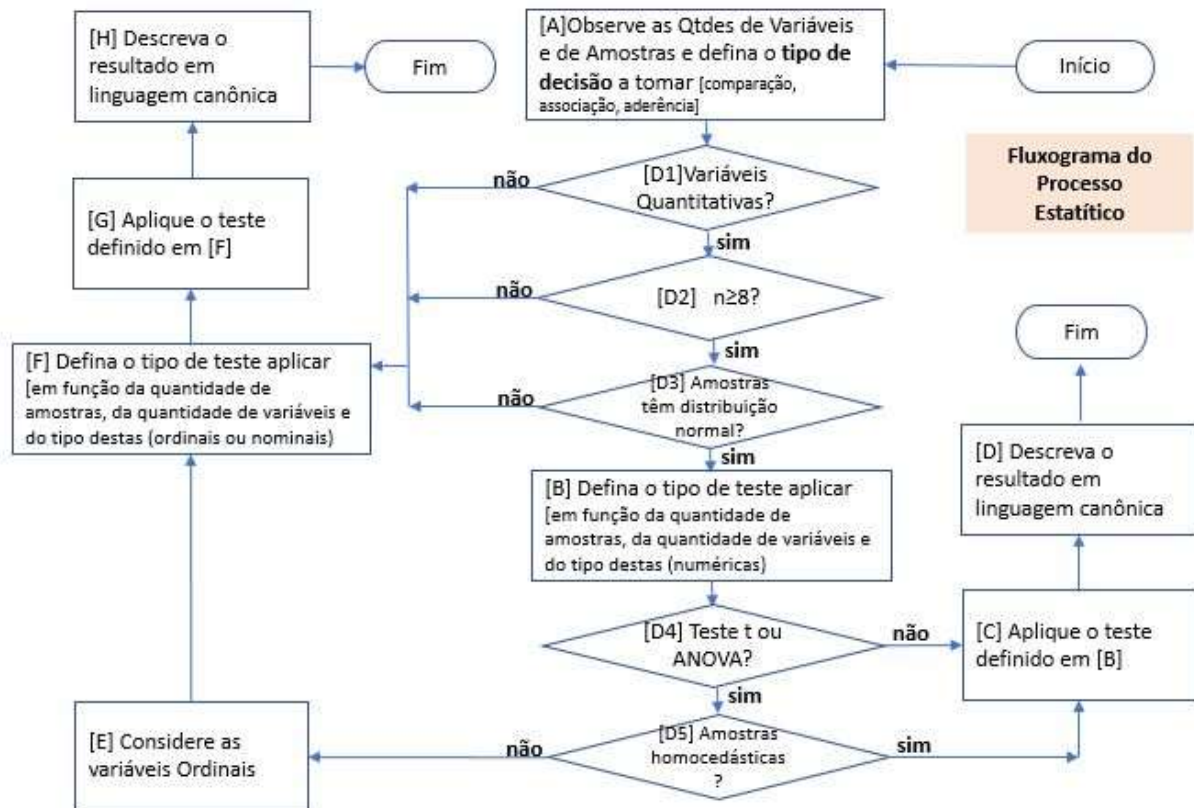 [A]Observe as Qtdes de Variáveis
e de Amostras e defina o tipo de
decisão a tomar [comparação,
associação, aderência]
Início
[H] Descreva o
resultado em
linguagem canônica
Fim
Fluxograma do
Processo
Estatítico
[D1]Variáveis
Quantitativas?
não
sim
[G] Aplique o teste
definido em [F]
[D2] n≥8?
não
sim
Fim
[F] Defina o tipo de teste aplicar
[em função da quantidade de
amostras, da quantidade de variáveis e
do tipo destas (ordinais ou nominais)
[D3] Amostras
têm distribuição
normal?
não
sim
[B] Defina o tipo de teste aplicar
[em função da quantidade de
amostras, da quantidade de variáveis e
do tipo destas (numéricas)
[D] Descreva o
resultado em
linguagem canônica
[D4] Teste t ou
ANOVA?
não
sim
[C] Aplique o teste
definido em [B]
[E] Considere as
variáveis Ordinais
não
[D5] Amostras
homocedásticas
?
sim